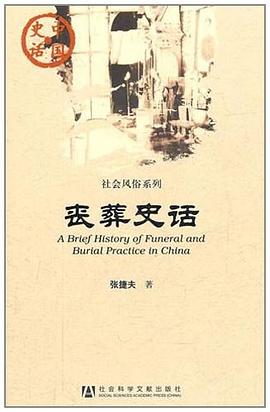 中国
史话
社会风俗系列
丧葬史话
A Brief History of Funeral and
Burial Practice in China
张捷夫 著
社会科学文献出版社
SOCIAL SCIENCES ACADEMIC PRESS (CHINA)